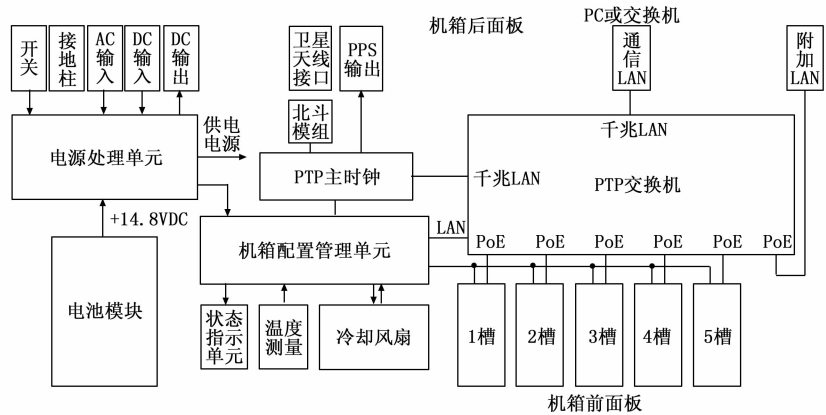 机箱后面板
PC或交换机
开
关
接
地
柱
AC
输
入
DC
输
入
DC
输
出
卫星
天线
接口
PPS
输出
通
信
LAN
附
加
LAN
北斗
模组
供电
电源
电源处理单元
PTP主时钟
千兆LAN
千兆LAN
PTP交换机
+14.8VDC
LAN
PoE
PoE
PoE
PoE
PoE
PoE
机箱配置管理单元
电池模块
状态
指示
单元
温度
测量
冷却风扇
1槽
2槽
3槽
4槽
5槽
机箱前面板